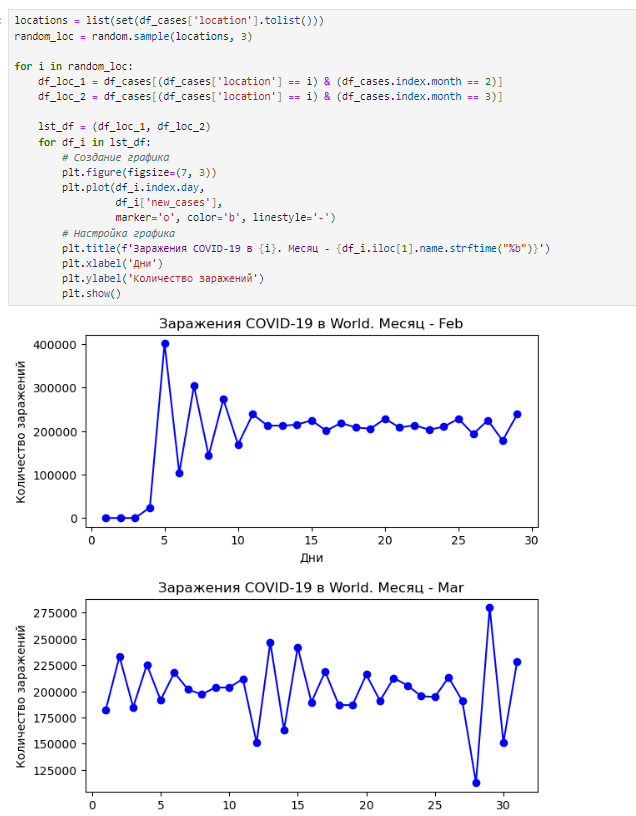 locations = list(set(df_cases['location'].tolist()))
random_loc = random.sample(locations, 3)
for i in random_loc:
    df_loc_1 = df_cases[(df_cases['location'] == i) & (df_cases.index.month == 2)]
    df_loc_2 = df_cases[(df_cases['location'] == i) & (df_cases.index.month == 3)]
    lst_df = (df_loc_1, df_loc_2)
    for df_i in lst_df:
        # Создание графика
        plt.figure(figsize=(7, 3))
        plt.plot(df_i.index.day,
                 df_i['new_cases'],
                 marker='o', color='b', linestyle='-')
        # Настройка графика
        plt.title(f'Заражения COVID-19 в {i}. Месяц - {df_i.iloc[1].name.strftime("%b")}')
        plt.xlabel('Дни')
        plt.ylabel('Количество заражений')
        plt.show()
Заражения COVID-19 в World. Месяц - Feb
Количество заражений
400000
300000
200000
100000
0
0 5 10 15 20 25 30
Дни
Заражения COVID-19 в World. Месяц - Mar
Количество заражений
275000
250000
225000
200000
175000
150000
125000
0 5 10 15 20 25 30